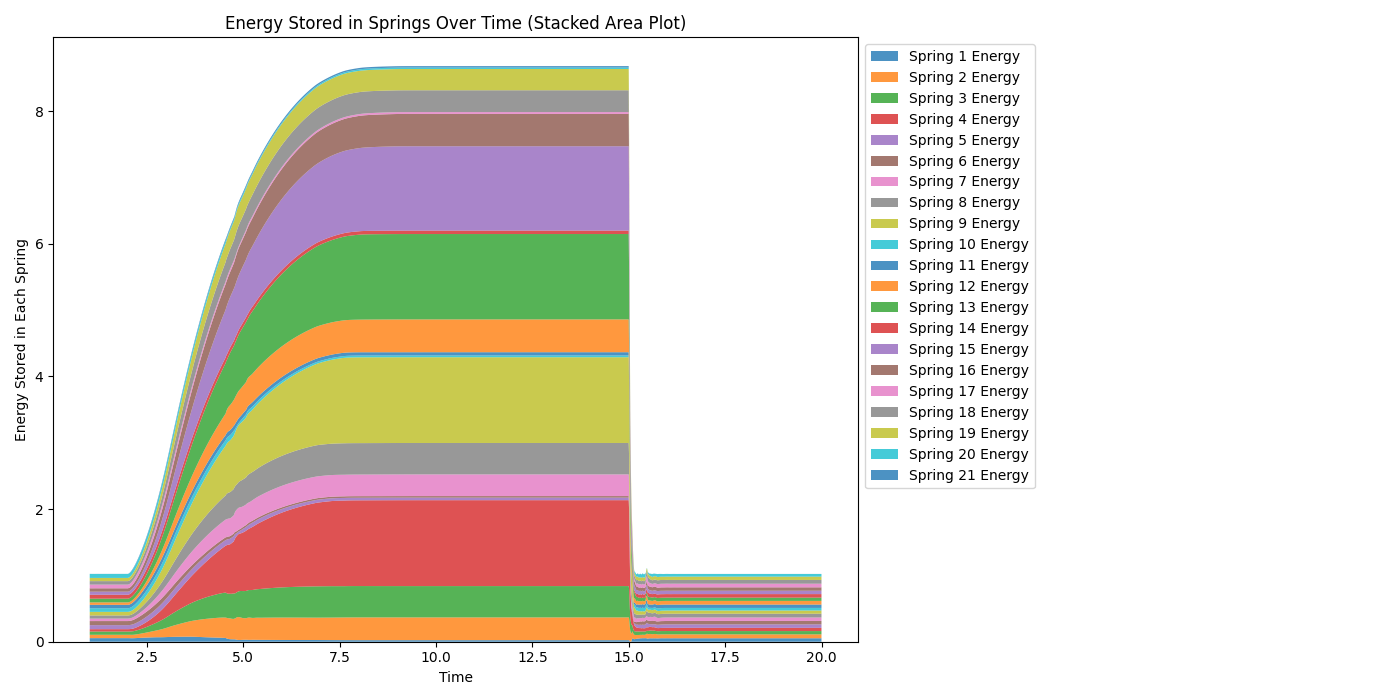 Energy Stored in Springs Over Time (Stacked Area Plot)
Energy Stored in Each Spring
8
6
4
2
0
2.5 5.0 7.5 10.0 12.5 15.0 17.5 20.0
Time
Spring 1 Energy
Spring 2 Energy
Spring 3 Energy
Spring 4 Energy
Spring 5 Energy
Spring 6 Energy
Spring 7 Energy
Spring 8 Energy
Spring 9 Energy
Spring 10 Energy
Spring 11 Energy
Spring 12 Energy
Spring 13 Energy
Spring 14 Energy
Spring 15 Energy
Spring 16 Energy
Spring 17 Energy
Spring 18 Energy
Spring 19 Energy
Spring 20 Energy
Spring 21 Energy